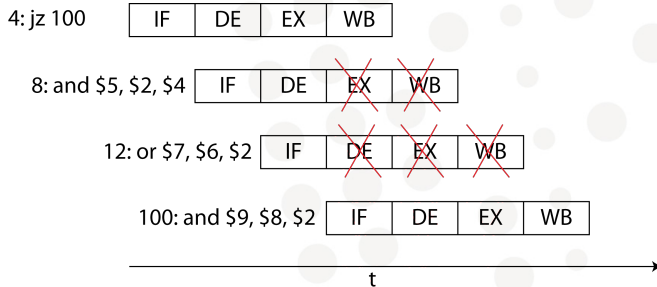 4: jz 100 IF DE EX WB
8: and $5, $2, $4 IF DE EX WB
12: or $7, $6, $2 IF DE EX WB
100: and $9, $8, $2 IF DE EX WB
t